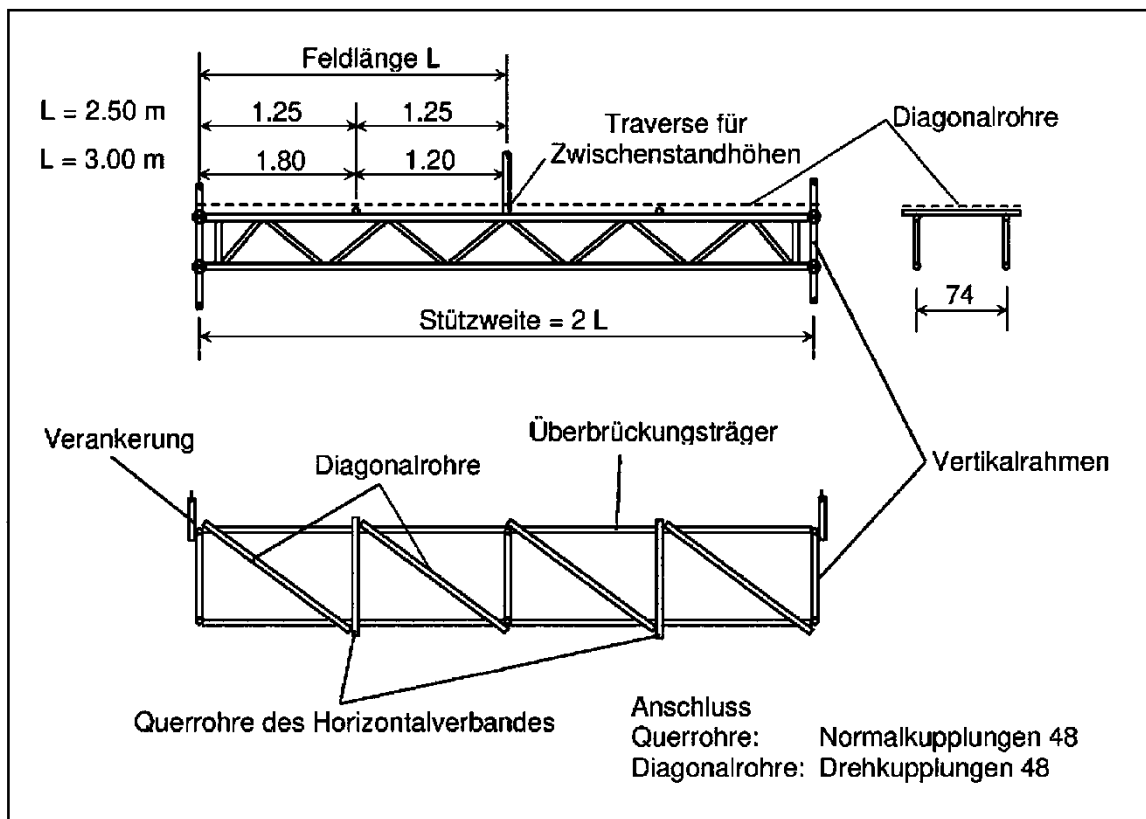 Feldlänge L
L = 2.50 m
1.25
1.25
Traverse für
Zwischenstandhöhen
Diagonalrohre
L = 3.00 m
1.80
1.20
74
Stützweite = 2 L
Verankerung
Diagonalrohre
Überbrückungsträger
Vertikalrahmen
Querrohre des Horizontalverbandes
Anschluss
Querrohre: Normalkupplungen 48
Diagonalrohre: Drehkupplungen 48